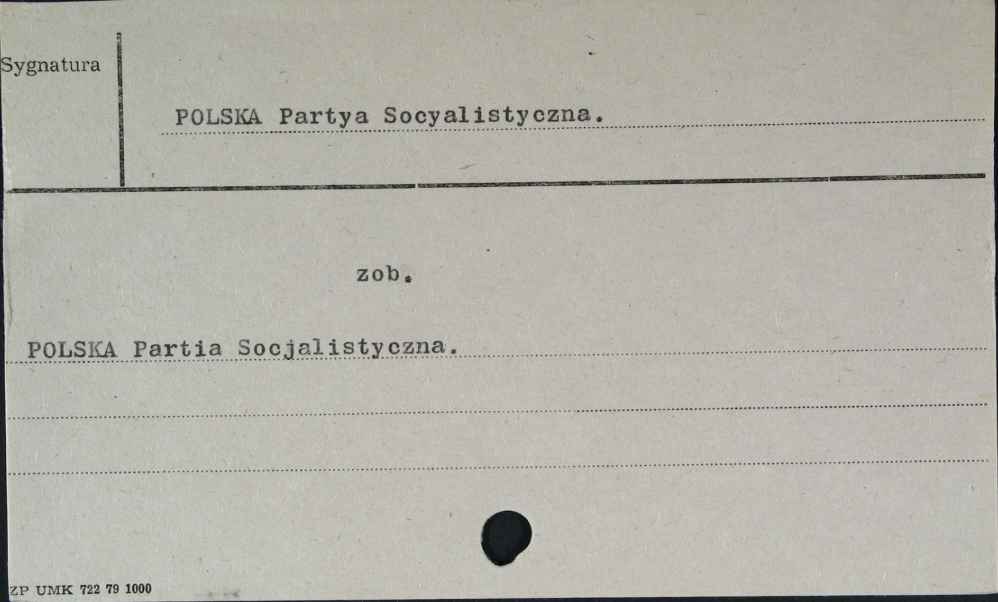 Sygnatura
POLSKA Partya Socyalistyczna.
zob.
POLSKA Partia Socjalistyczna.
ZP UMK 722 79 1000